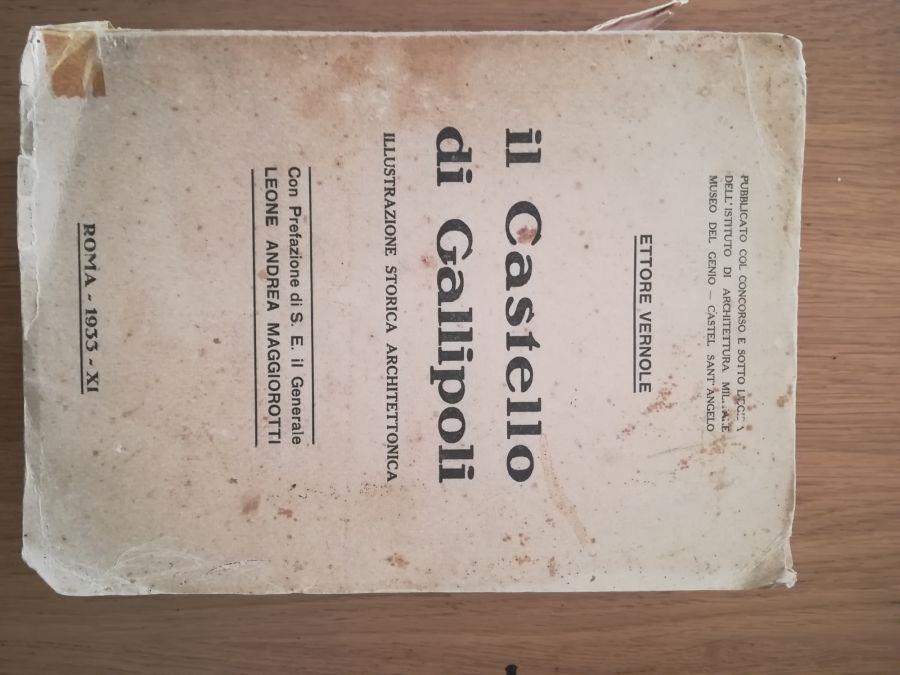 PUBBLICATO COL CONCORSO E SOTTO
DELL'ISTITUTO DI ARCHITETTURA
MUSEO DEL GENIO — CASTEL SANT'ANGELO
ETTORE VERNOLE
il Castello
di Gallipoli
ILLUSTRAZIONE STORICA ARCHITETTONICA
Con Prefazione di S. E. il Generale
LEONE ANDREA MAGGIOROTTI
ROMA - 1933 - XI